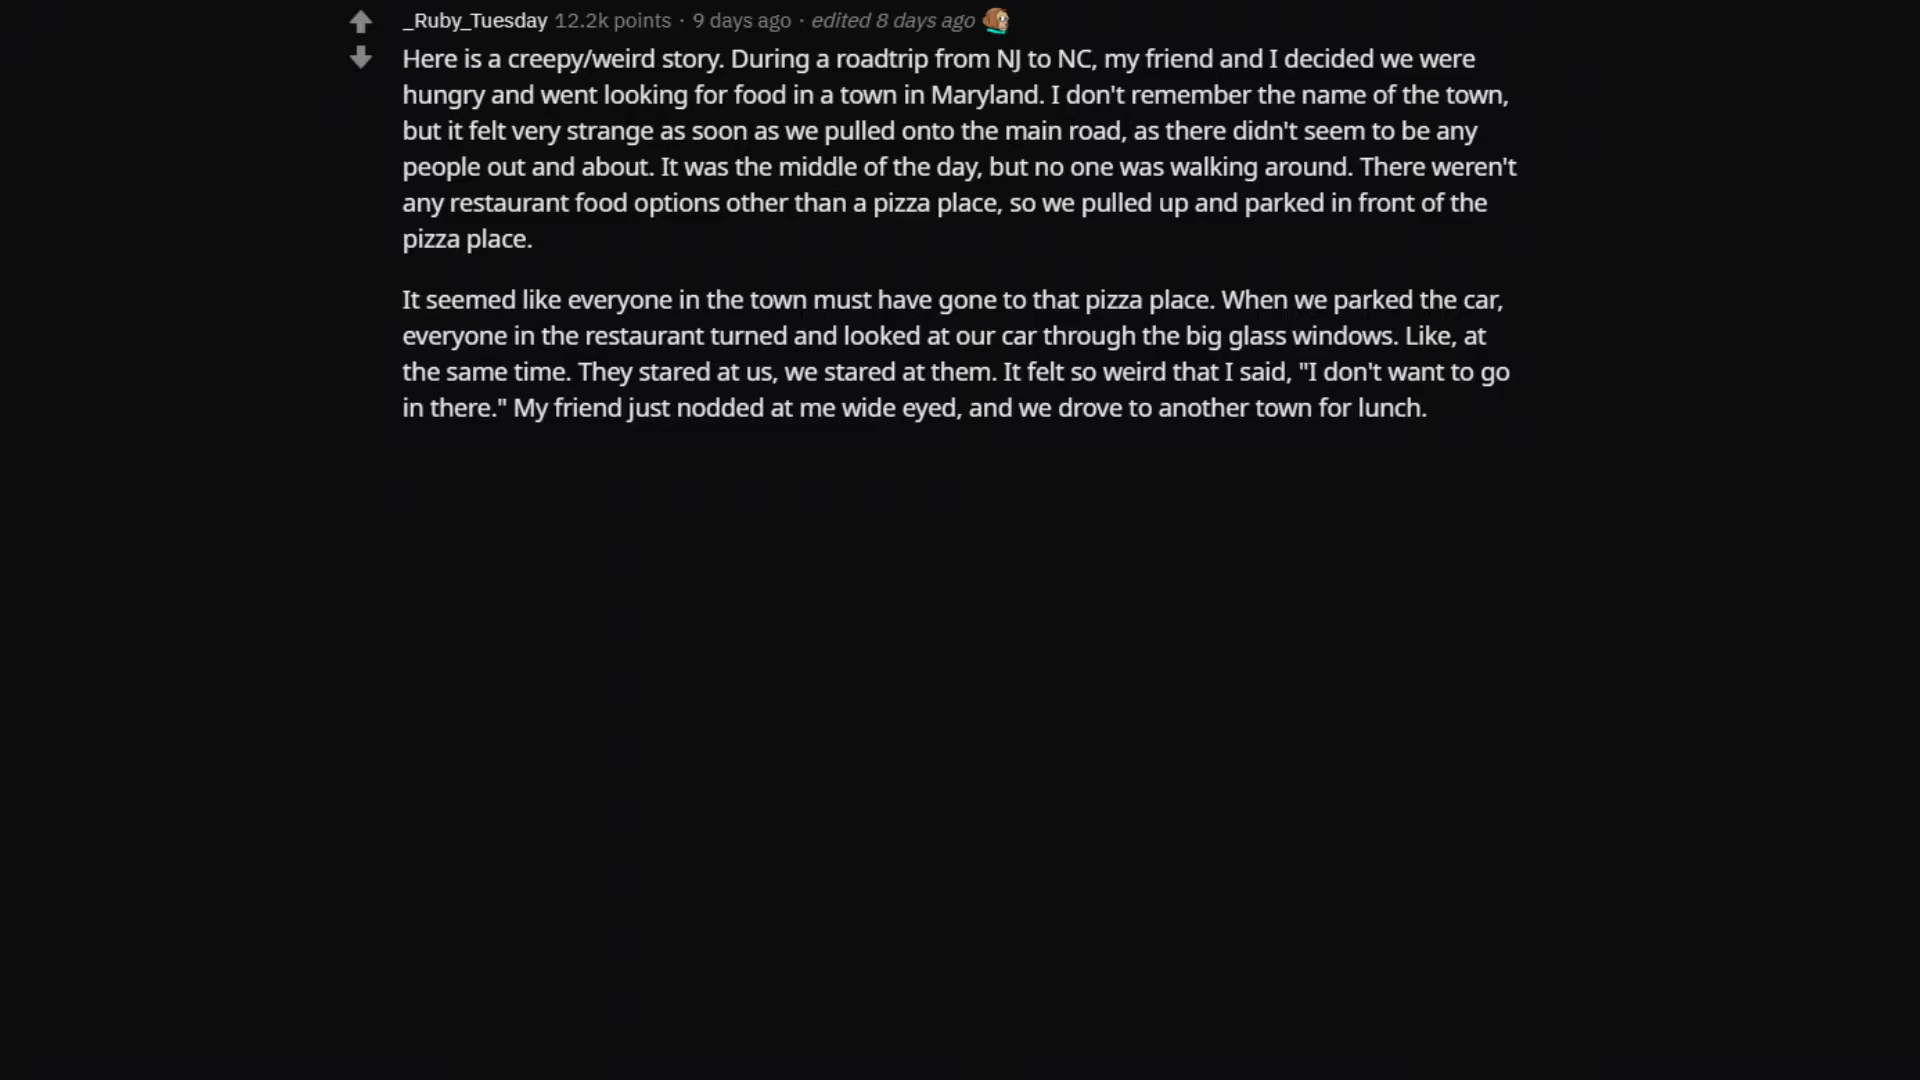 _Ruby_Tuesday 12.2k points · 9 days ago · edited 8 days ago
Here is a creepy/weird story. During a roadtrip from NJ to NC, my friend and I decided we were
hungry and went looking for food in a town in Maryland. I don't remember the name of the town,
but it felt very strange as soon as we pulled onto the main road, as there didn't seem to be any
people out and about. It was the middle of the day, but no one was walking around. There weren't
any restaurant food options other than a pizza place, so we pulled up and parked in front of the
pizza place.
It seemed like everyone in the town must have gone to that pizza place. When we parked the car,
everyone in the restaurant turned and looked at our car through the big glass windows. Like, at
the same time. They stared at us, we stared at them. It felt so weird that I said, "I don't want to go
in there." My friend just nodded at me wide eyed, and we drove to another town for lunch.